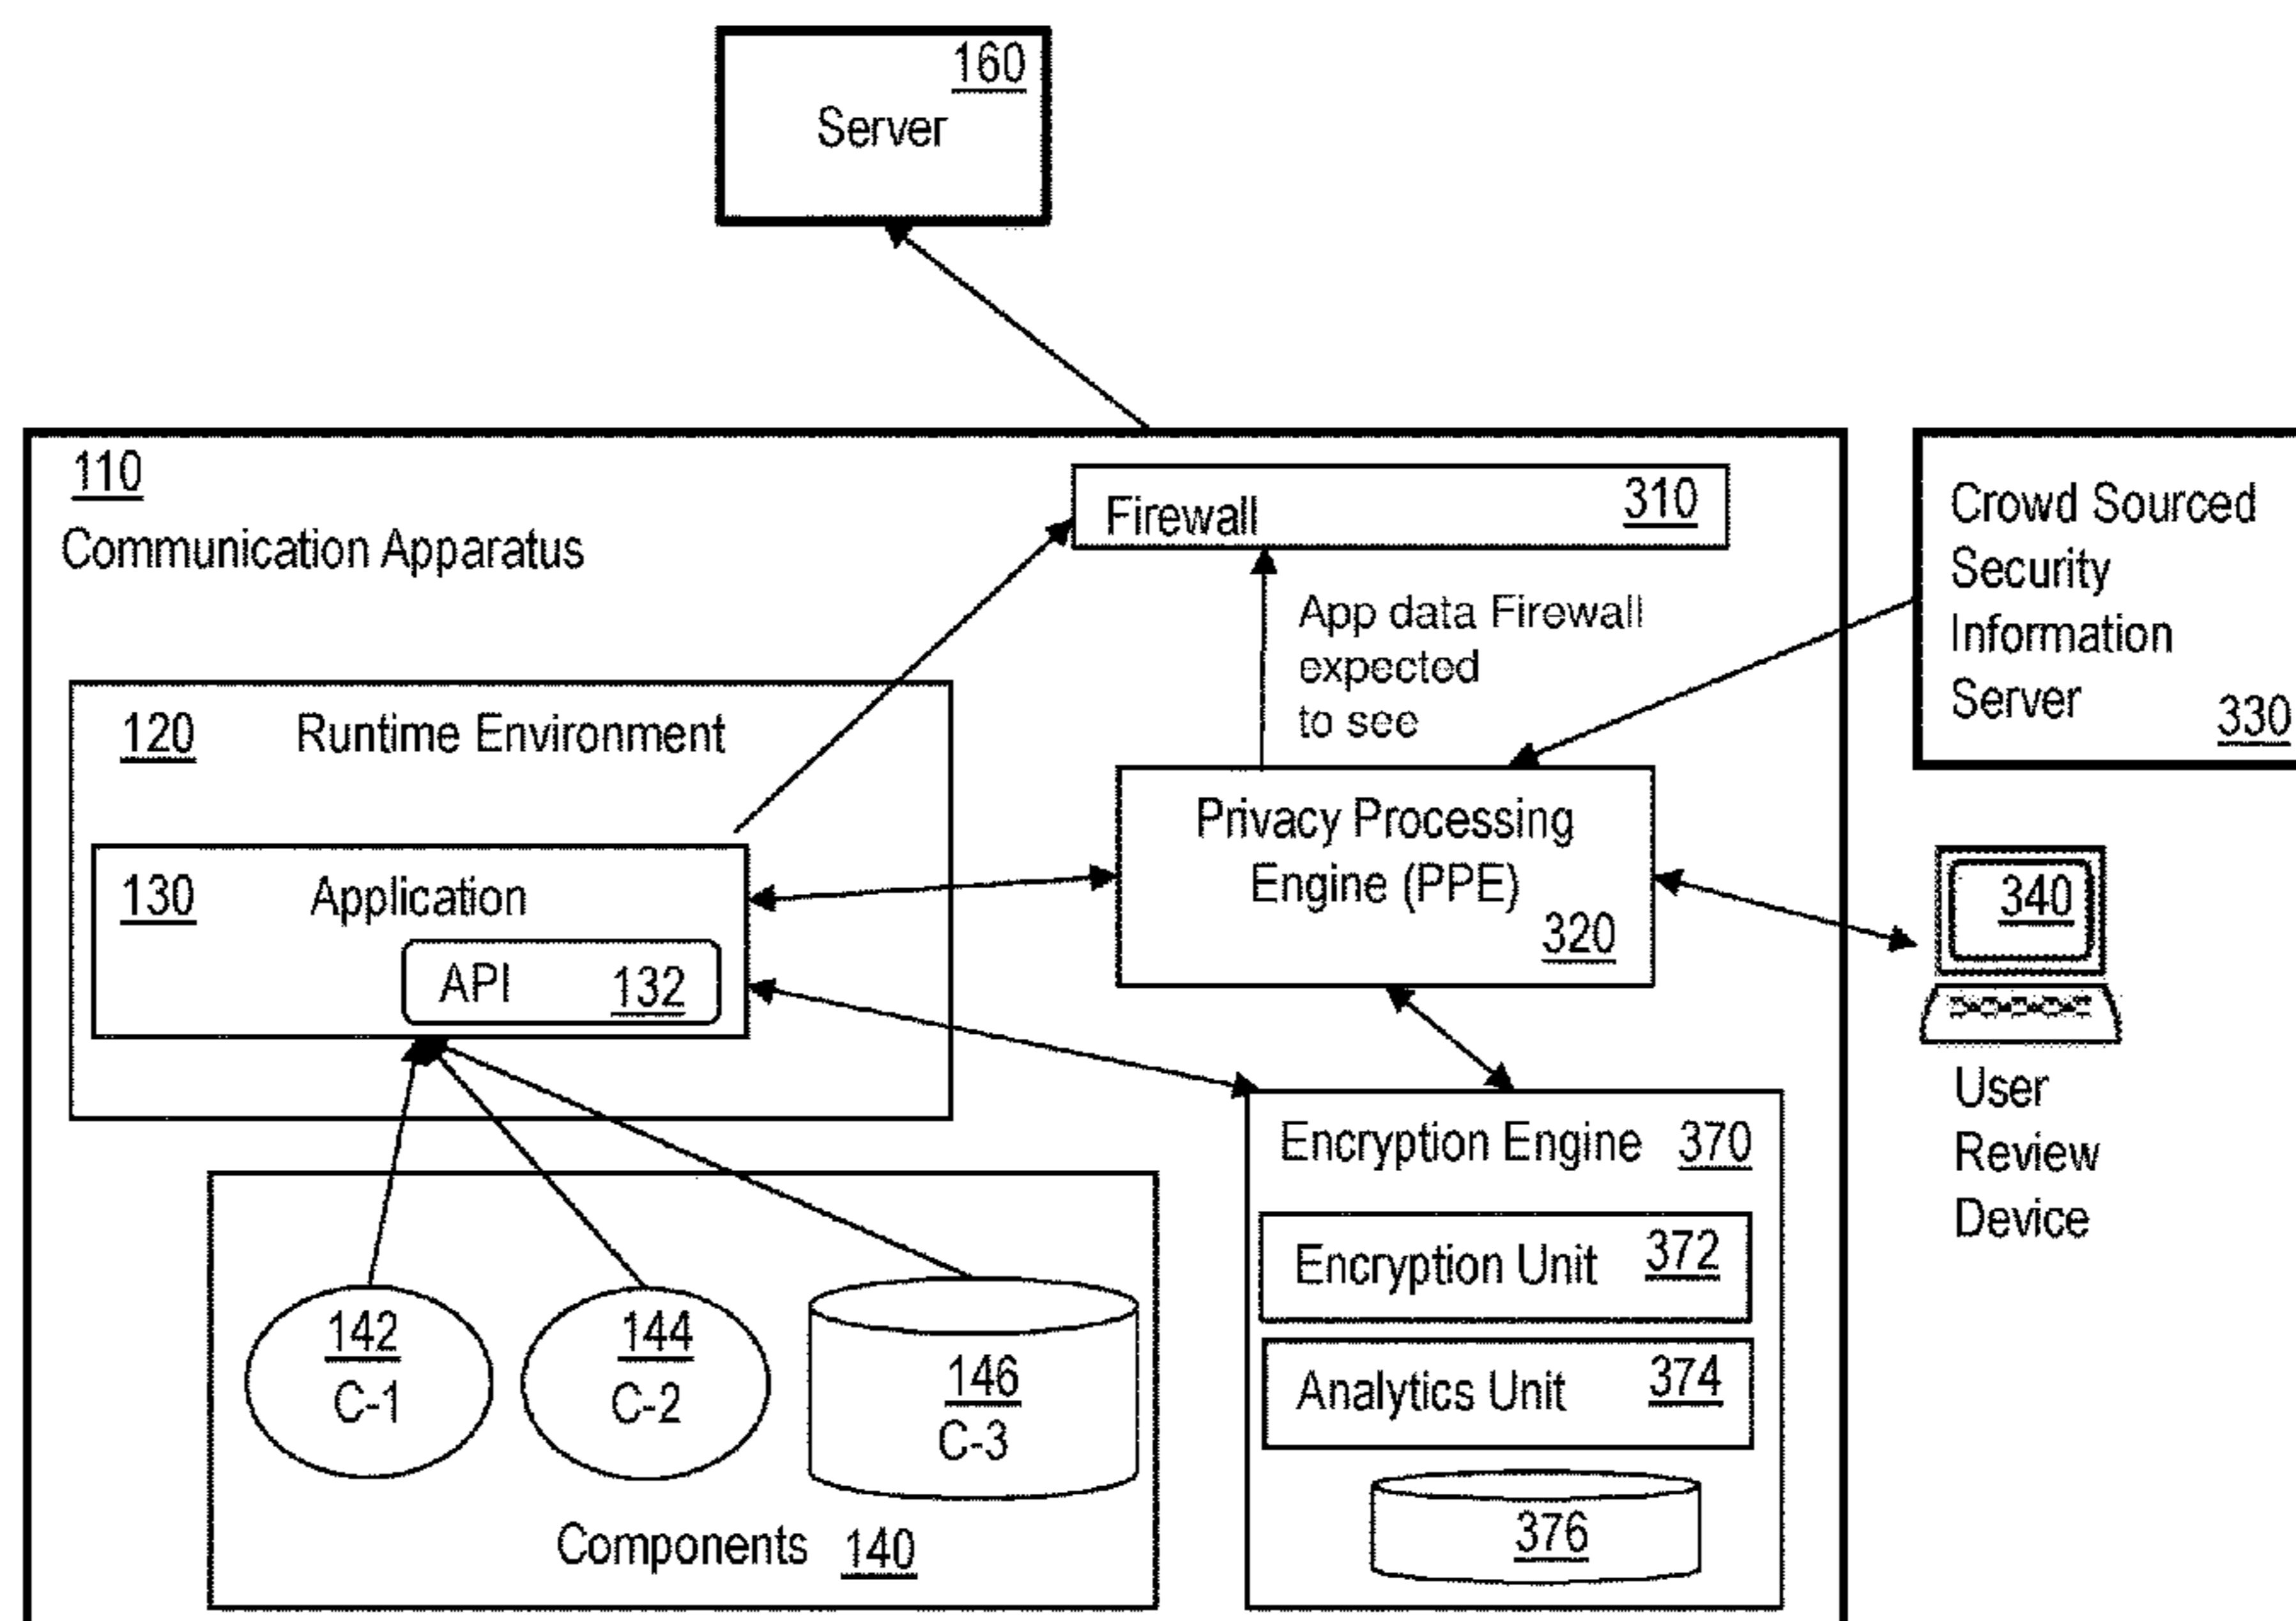 160
Server
110
Communication Apparatus
Firewall 310
App data Firewall
expected
to see
Crowd Sourced
Security
Information
Server 330
120 Runtime Environment
130 Application
API 132
Privacy Processing
Engine (PPE)
320
340
User
Review
Device
Encryption Engine 370
Encryption Unit 372
Analytics Unit 374
376
142
C-1
144
C-2
146
C-3
Components 140